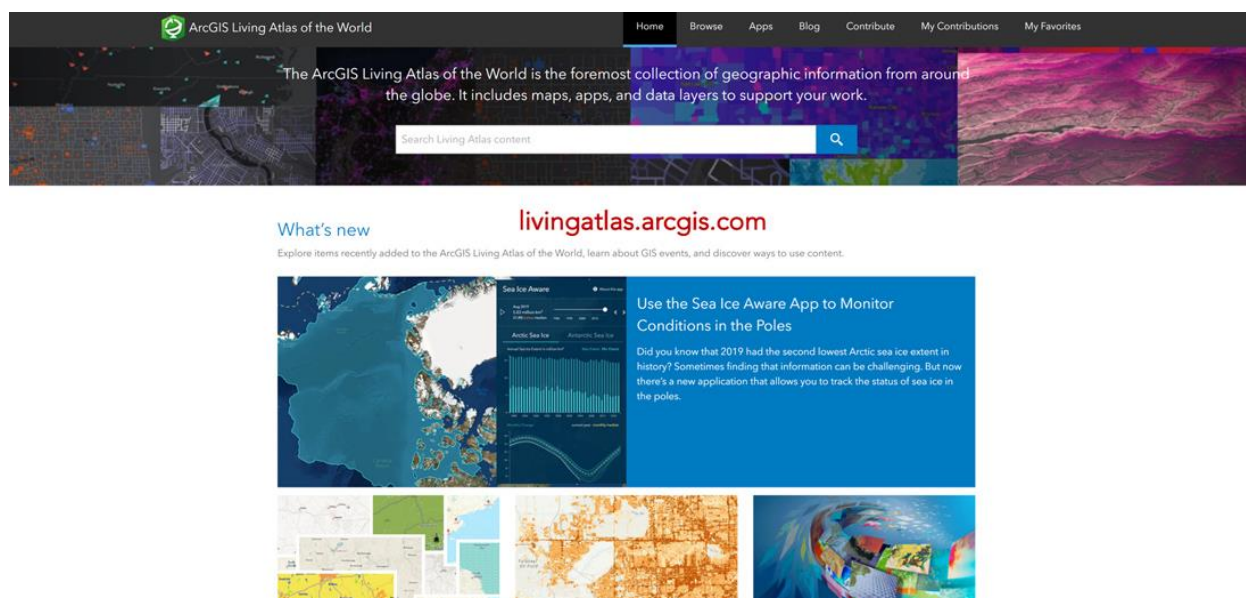 ArcGIS Living Atlas of the World
Home Browse Apps Blog Contribute My Contributions My Favorites
The ArcGIS Living Atlas of the World is the foremost collection of geographic information from around
the globe. It includes maps, apps, and data layers to support your work.
Search Living Atlas content
livingatlas.arcgis.com
What's new
Explore items recently added to the ArcGIS Living Atlas of the World, learn about GIS events, and discover ways to use content.
Sea Ice Aware
About this app
Aug 2019
Arctic Sea Ice Antarctic Sea Ice
Use the Sea Ice Aware App to Monitor
Conditions in the Poles
Did you know that 2019 had the second lowest Arctic sea ice extent in
history? Sometimes finding that information can be challenging. But now
there's a new application that allows you to track the status of sea ice in
the poles.